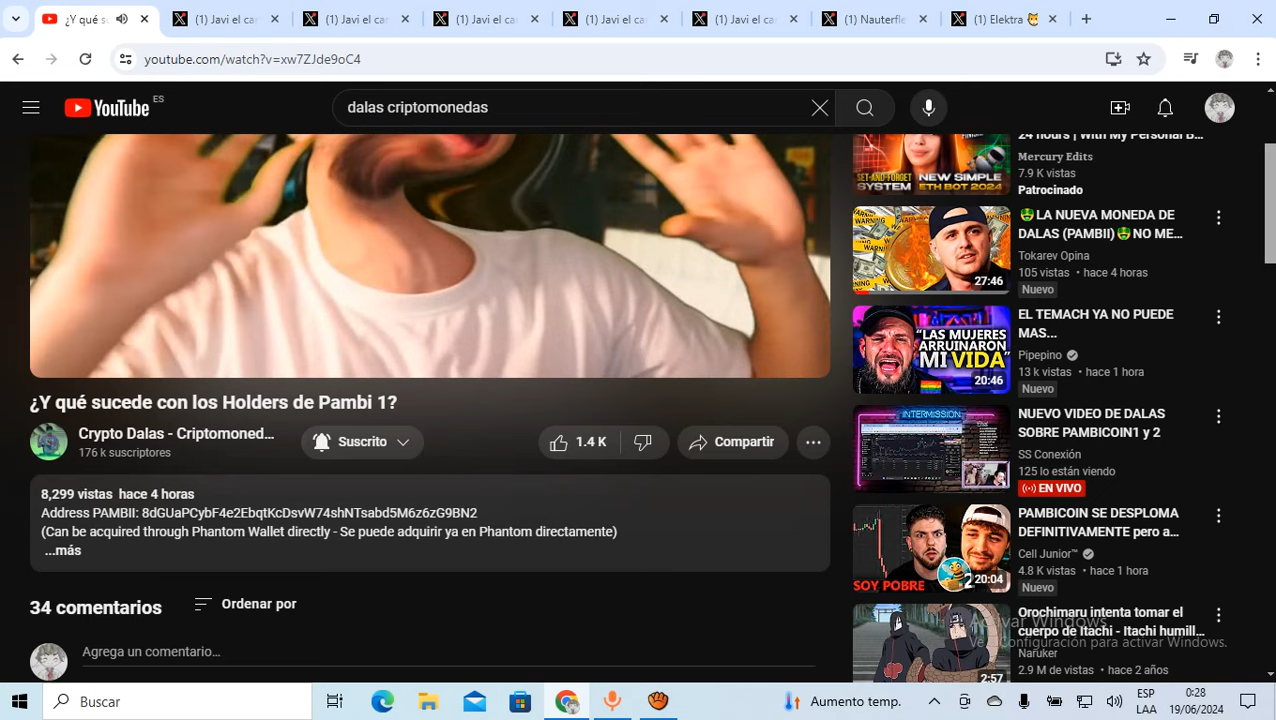 ¿Y qué su
(1) Javi el ca
(1) Javi el ca
(1) Javi el ca
(1) Javi el ca
(1) Javi el ca
(1) Nauterfle
(1) Elektra
youtube.com/watch?v=xw7ZJde9oC4
YouTube ES
dalas criptomonedas
24 hours | With My Personal B...
Mercury Edits
7.9 K vistas
Patrocinado
SET-AND-FORGET SYSTEM
NEW SIMPLE ETH BOT 2024
LA NUEVA MONEDA DE
DALAS (PAMBII) NO ME...
Tokarev Opina
105 vistas • hace 4 horas
Nuevo
WARNING
27:46
EL TEMACH YA NO PUEDE
MAS...
Pipepino
13 k vistas • hace 1 hora
Nuevo
"LAS MUJERES
ARRUINARON
MI VIDA"
20:46
¿Y qué sucede con los Holders de Pambi 1?
Crypto Dalas - Criptomoned...
176 k suscriptores
Suscrito
1.4 K
Compartir
INTERMISSION
NUEVO VIDEO DE DALAS
SOBRE PAMBICOIN1 y 2
SS Conexión
125 lo están viendo
EN VIVO
8,299 vistas hace 4 horas
Address PAMBII: 8dGUaPCybF4e2EbqtKcDsvW74shNTsabd5M6z6zG9BN2
(Can be acquired through Phantom Wallet directly - Se puede adquirir ya en Phantom directamente)
...más
PAMBICOIN SE DESPLOMA
DEFINITIVAMENTE pero a...
Cell Junior™
4.8 K vistas • hace 1 hora
Nuevo
SOY POBRE
2
20:04
34 comentarios
Ordenar por
Agrega un comentario...
Orochimaru intenta tomar el
cuerpo de Itachi - Itachi humill...
Naruker
2.9 M de vistas • hace 2 años
2:57
Activar Windows
Ve a Configuración para activar Windows.
Buscar
Aumento temp.
ESP
LAA
0:28
19/06/2024